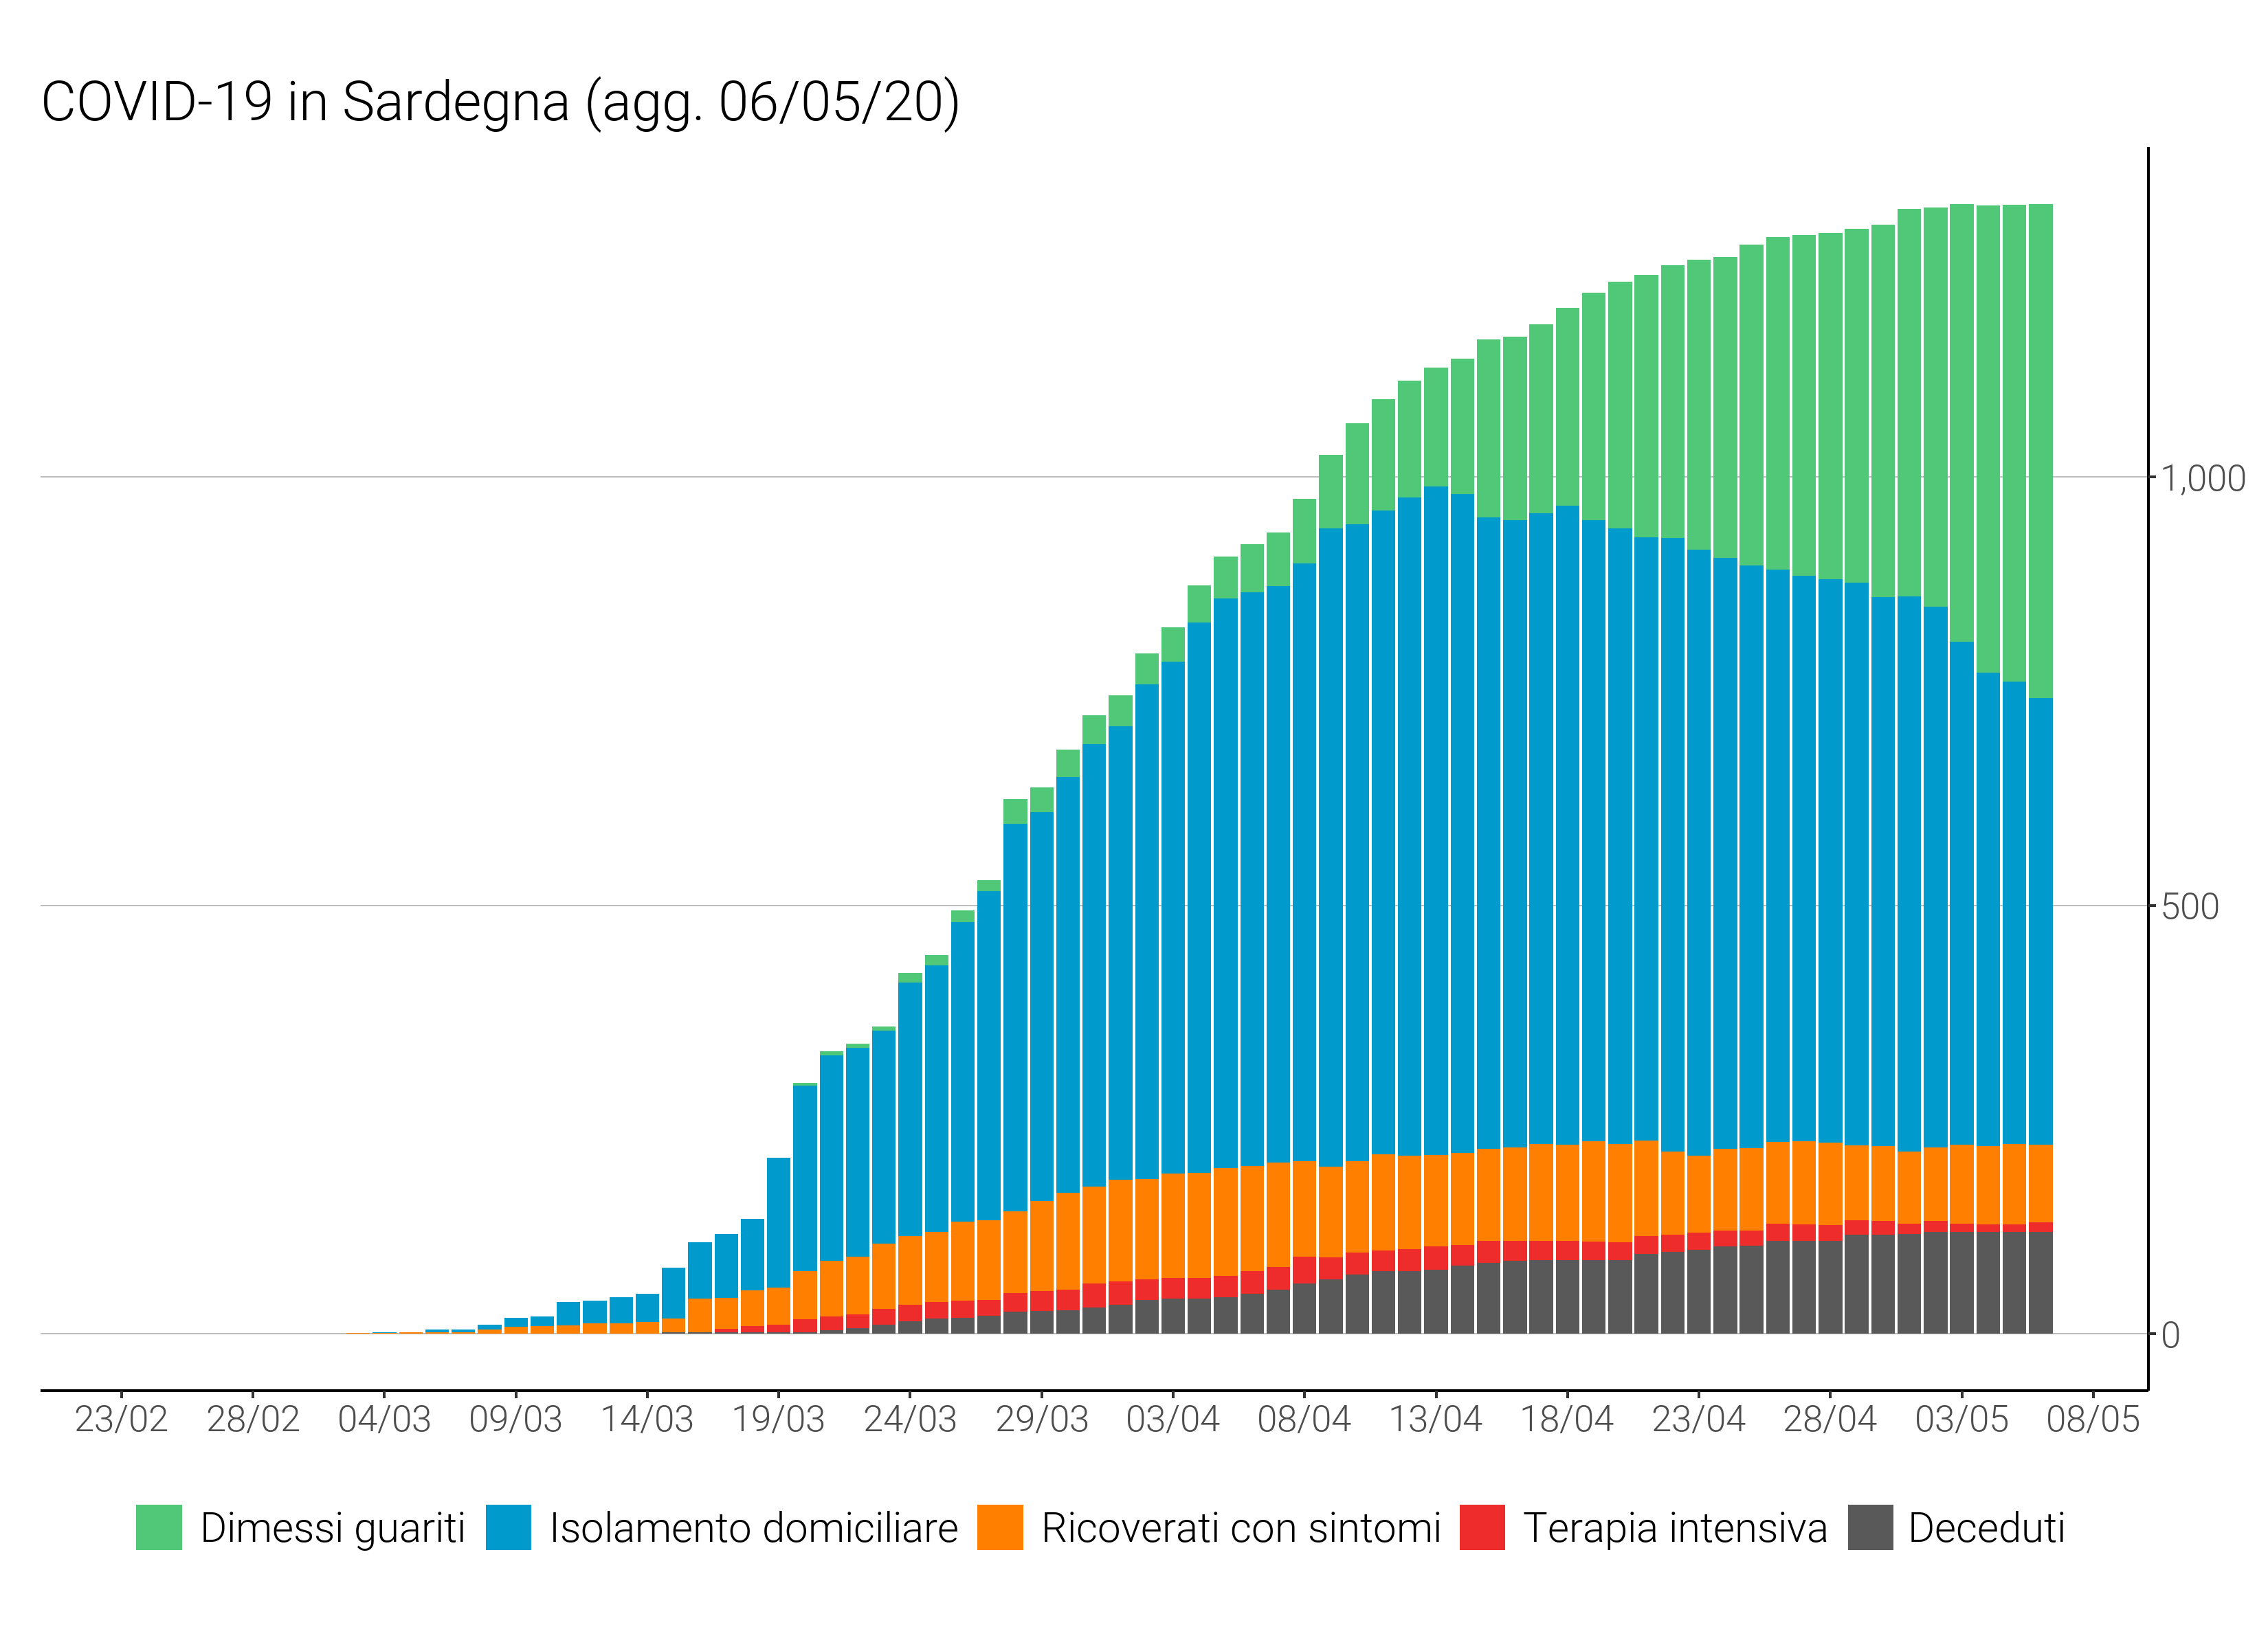 COVID-19 in Sardegna (agg. 06/05/20)
1,000
500
0
23/02 28/02 04/03 09/03 14/03 19/03 24/03 29/03 03/04 08/04 13/04 18/04 23/04 28/04 03/05 08/05
Dimessi guariti Isolamento domiciliare Ricoverati con sintomi Terapia intensiva Deceduti